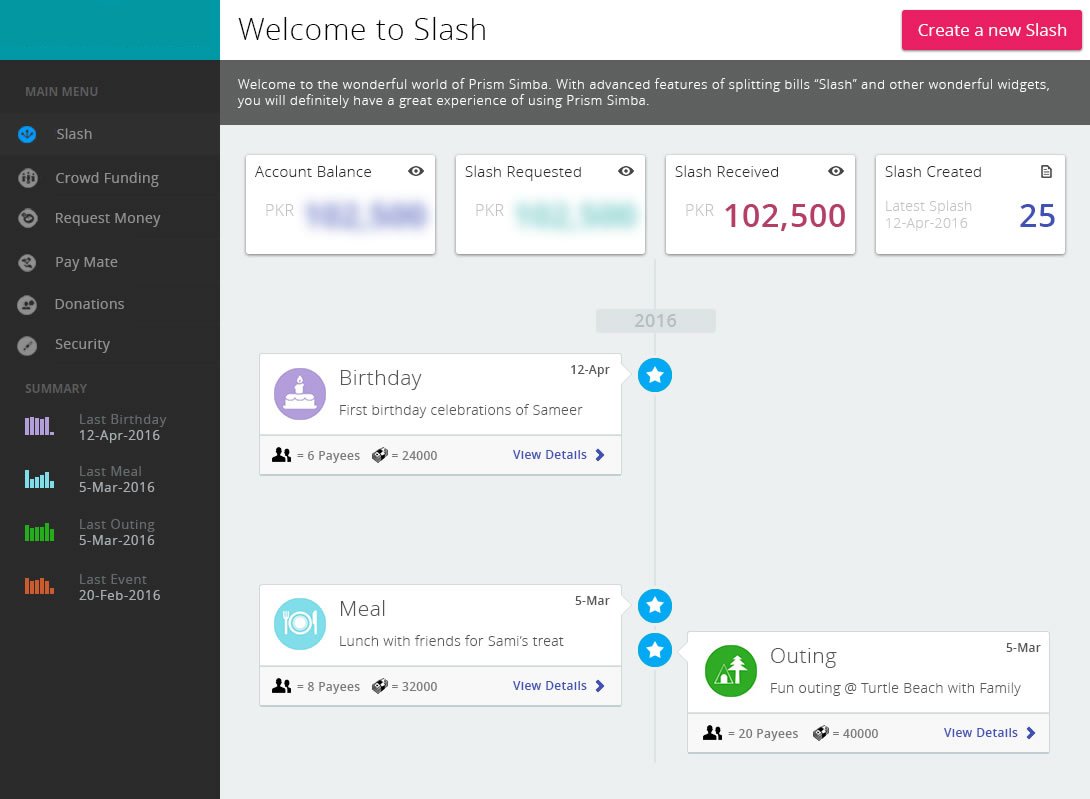 Welcome to Slash
Create a new Slash
Welcome to the wonderful world of Prism Simba. With advanced features of splitting bills “Slash” and other wonderful widgets,
you will definitely have a great experience of using Prism Simba.
MAIN MENU
Slash
Crowd Funding
Request Money
Pay Mate
Donations
Security
SUMMARY
Last Birthday
12-Apr-2016
Last Meal
5-Mar-2016
Last Outing
5-Mar-2016
Last Event
20-Feb-2016
Account Balance
PKR 102,500
Slash Requested
PKR 102,500
Slash Received
PKR 102,500
Slash Created
Latest Splash
12-Apr-2016
25
2016
Birthday
12-Apr
First birthday celebrations of Sameer
= 6 Payees = 24000 View Details
Meal
5-Mar
Lunch with friends for Sami’s treat
= 8 Payees = 32000 View Details
Outing
5-Mar
Fun outing @ Turtle Beach with Family
= 20 Payees = 40000 View Details